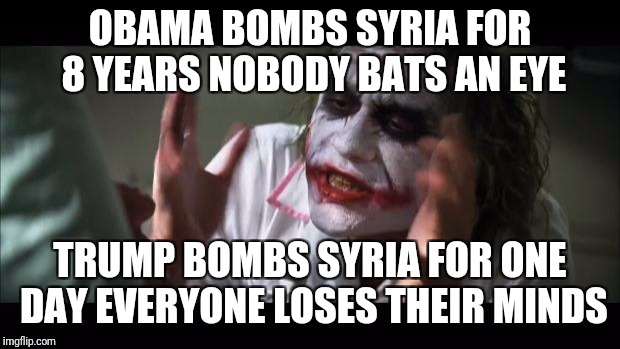 OBAMA BOMBS SYRIA FOR
8 YEARS NOBODY BATS AN EYE
TRUMP BOMBS SYRIA FOR ONE
DAY EVERYONE LOSES THEIR MINDS
imgflip.com